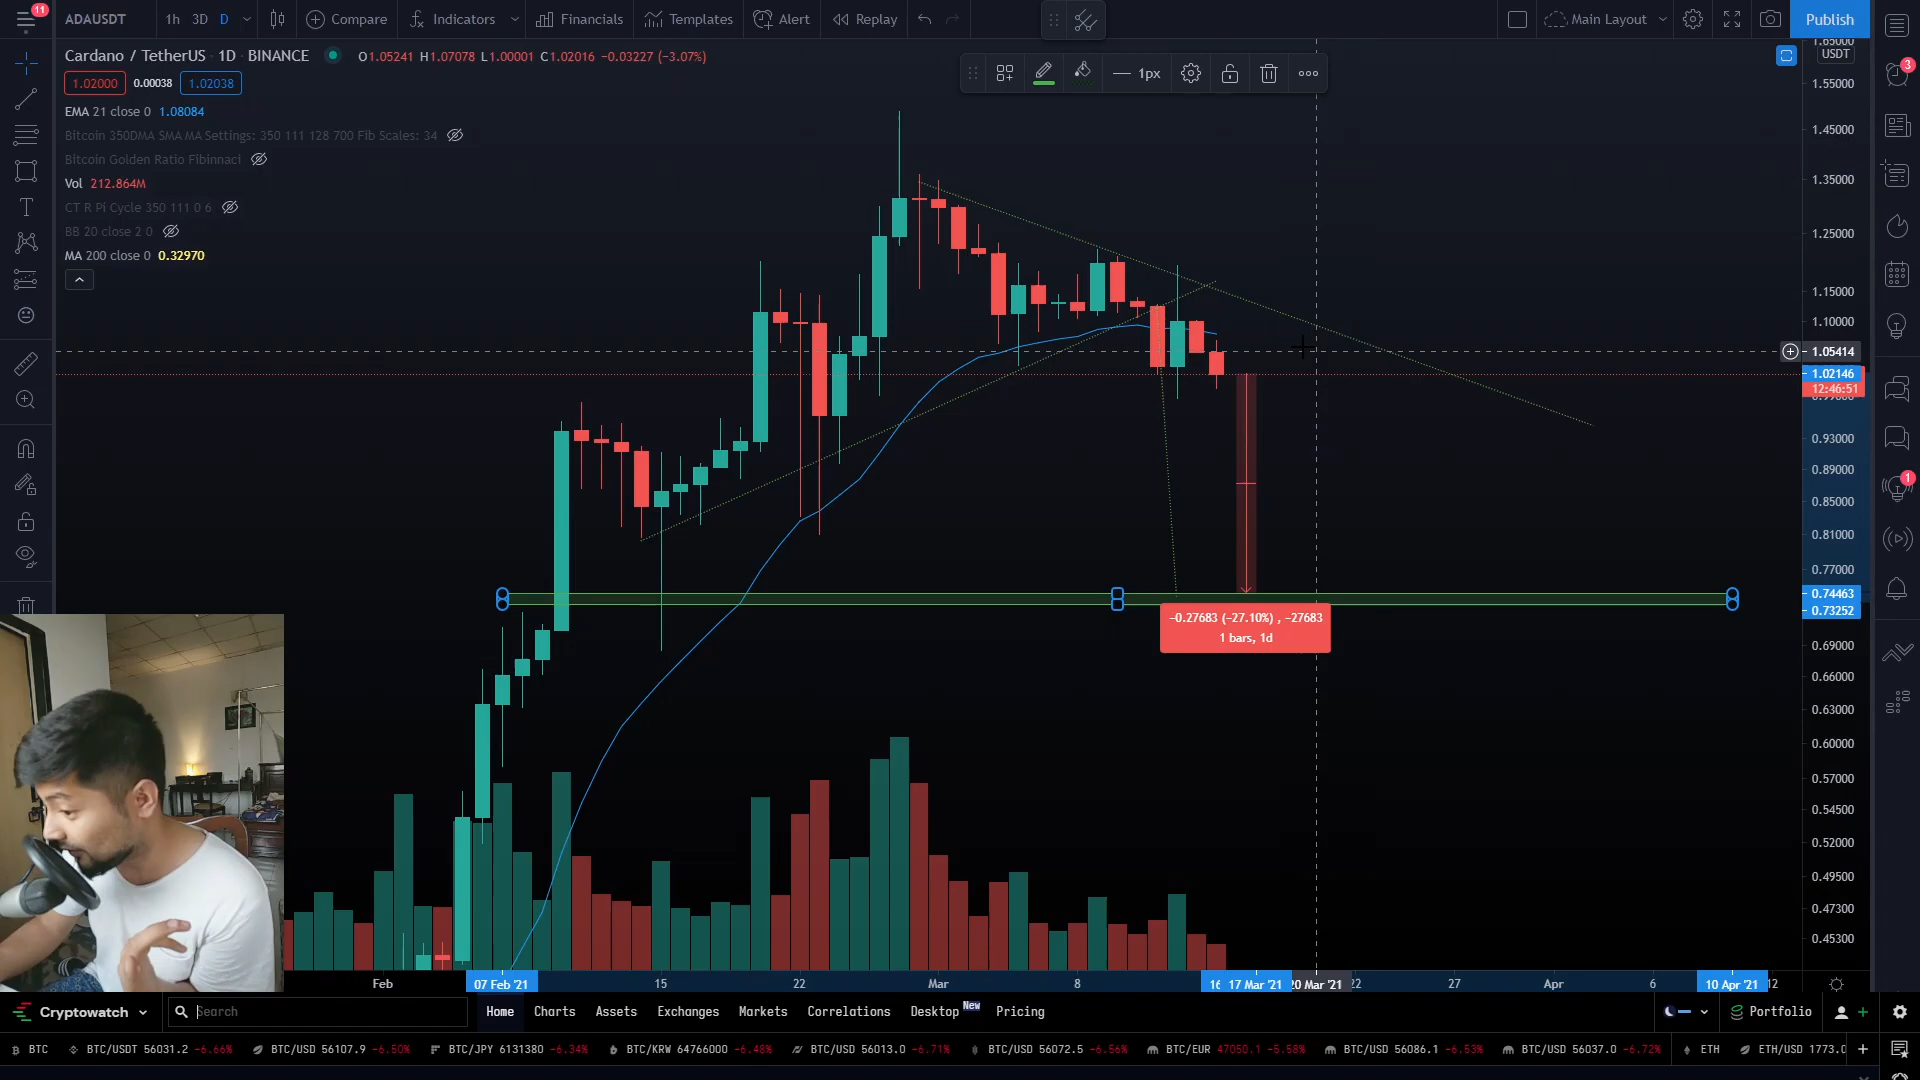 11
ADAUSDT 1h 3D D Compare Indicators Financials Templates Alert Replay Main Layout Publish
Cardano / TetherUS · 1D · BINANCE O1.05241 H1.07078 L1.00001 C1.02016 −0.03227 (−3.07%)
1.02000 0.00038 1.02038
1px
EMA 21 close 0 1.08084
Bitcoin 350DMA SMA MA Settings: 350 111 128 700 Fib Scales: 34
Bitcoin Golden Ratio Fibinnaci
Vol 212.864M
CT R Pi Cycle 350 111 0 6
BB 20 close 2 0
MA 200 close 0 0.32970
USDT
1.55000
1.45000
1.35000
1.25000
1.15000
1.10000
1.05414
1.02146
12:46:51
0.93000
0.89000
0.85000
0.81000
0.77000
0.74463
0.73252
0.69000
0.66000
0.63000
0.60000
0.57000
0.54500
0.52000
0.49500
0.47300
0.45300
3
1
−0.27683 (−27.10%) , −27683
1 bars, 1d
Feb 07 Feb '21 15 22 Mar 8 16 17 Mar '21 20 Mar '21 22 27 Apr 6 10 Apr '21 12
Cryptowatch Search Home Charts Assets Exchanges Markets Correlations Desktop New Pricing Portfolio
BTC BTC/USDT 56031.2 -6.66% BTC/USD 56107.9 -6.50% BTC/JPY 6131380 -6.34% BTC/KRW 64766000 -6.48% BTC/USD 56013.0 -6.71% BTC/USD 56072.5 -6.56% BTC/EUR 47050.1 -5.58% BTC/USD 56086.1 -6.53% BTC/USD 56037.0 -6.72% ETH ETH/USD 1773.0